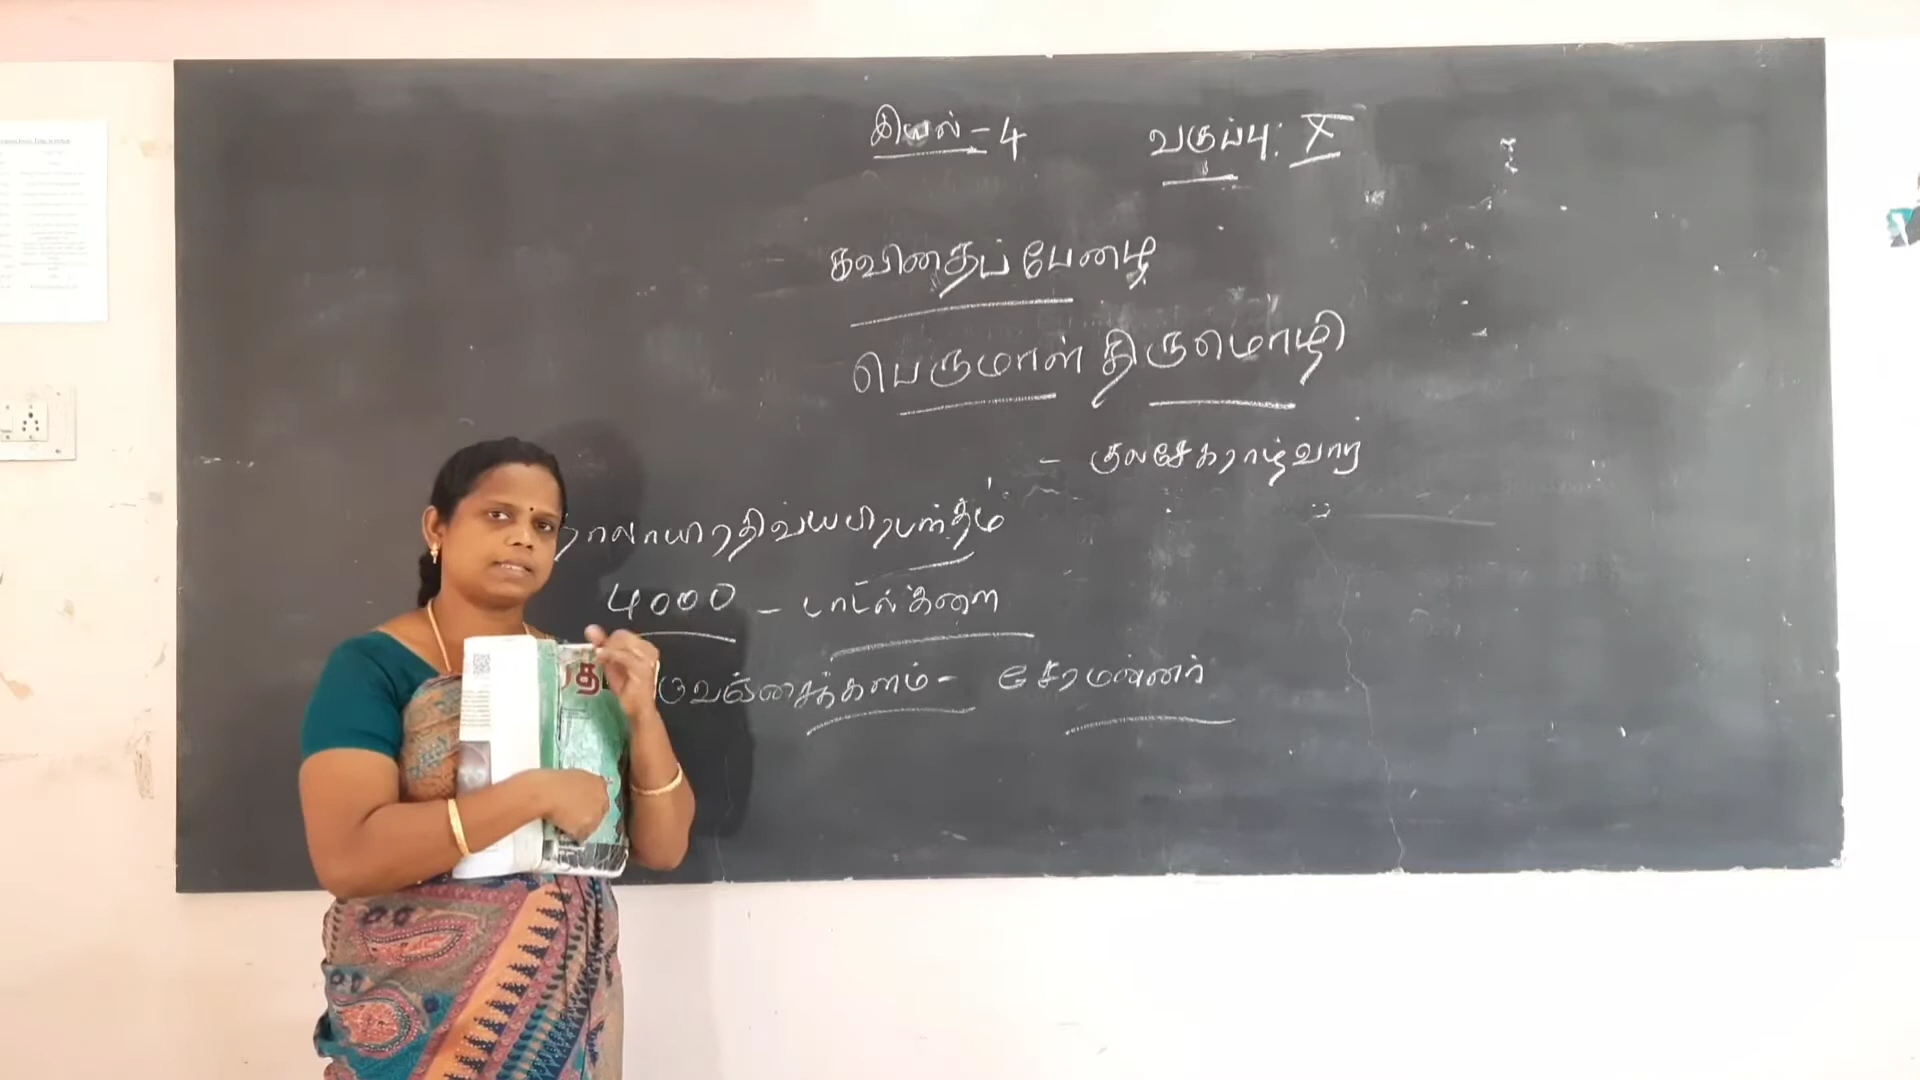 இயல் - 4 வகுப்பு: X
கவிதைப் பேழை
பெருமாள் திருமொழி
- குலசேகராழ்வார்
நாலாயிரதிவ்யபிரபந்தம்
4000 - பாடல்களை
ருவஞ்சைக்களம் - சேரமன்னர்